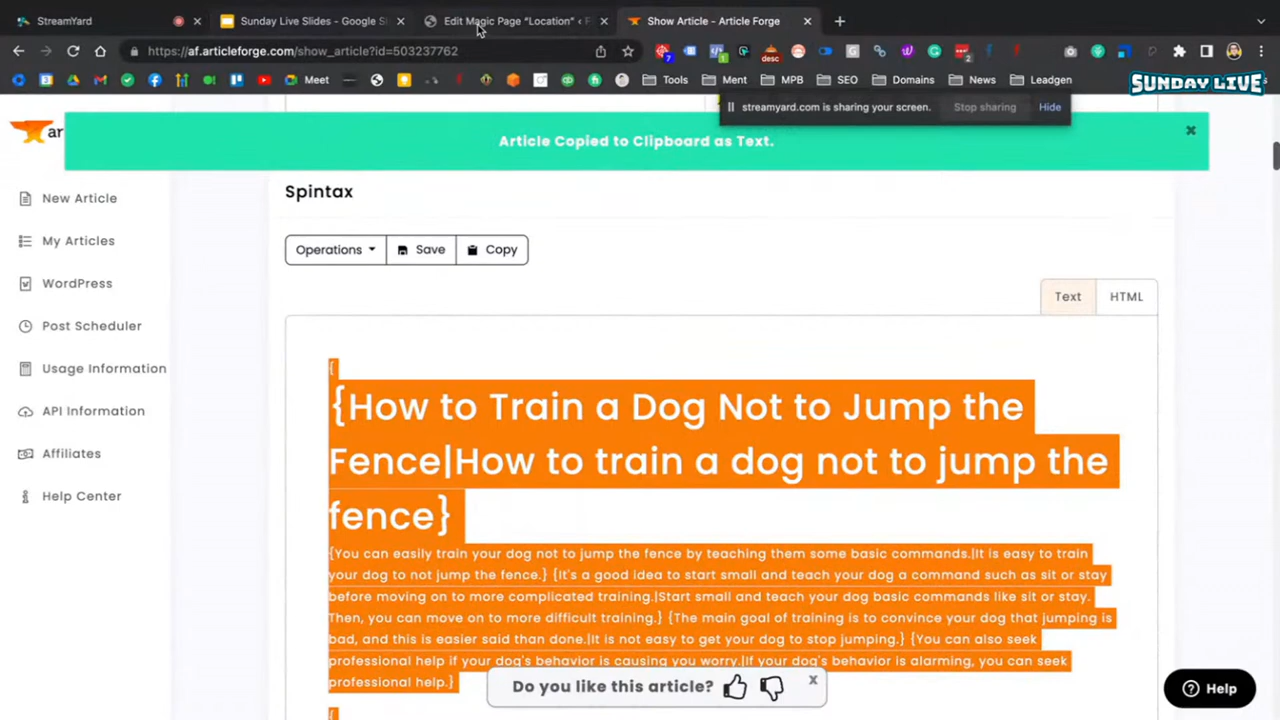 StreamYard
Sunday Live Slides - Google Sl
Edit Magic Page “Location” ‹ F
Show Article - Article Forge
https://af.articleforge.com/show_article?id=503237762
Meet
Tools
Ment
MPB
SEO
Domains
News
Leadgen
SUNDAY LIVE
streamyard.com is sharing your screen.
Stop sharing
Hide
ar
Article Copied to Clipboard as Text.
New Article
My Articles
WordPress
Post Scheduler
Usage Information
API Information
Affiliates
Help Center
Spintax
Operations
Save
Copy
Text
HTML
{
{How to Train a Dog Not to Jump the
Fence|How to train a dog not to jump the
fence}
{You can easily train your dog not to jump the fence by teaching them some basic commands.|It is easy to train
your dog to not jump the fence.} {It's a good idea to start small and teach your dog a command such as sit or stay
before moving on to more complicated training.|Start small and teach your dog basic commands like sit or stay.
Then, you can move on to more difficult training.} {The main goal of training is to convince your dog that jumping is
bad, and this is easier said than done.|It is not easy to get your dog to stop jumping.} {You can also seek
professional help if your dog's behavior is causing you worry.|If your dog's behavior is alarming, you can seek
professional help.}
{
Do you like this article?
x
Help